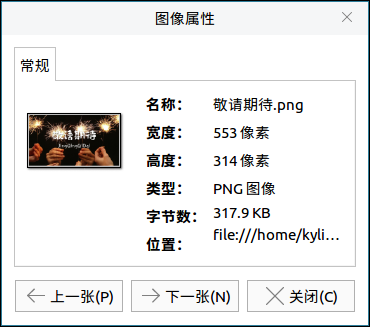 图像属性
常规
敬请期待
名称： 敬请期待.png
宽度： 553 像素
高度： 314 像素
类型： PNG 图像
字节数： 317.9 KB
位置： file:///home/kyli…
上一张(P)
下一张(N)
关闭(C)